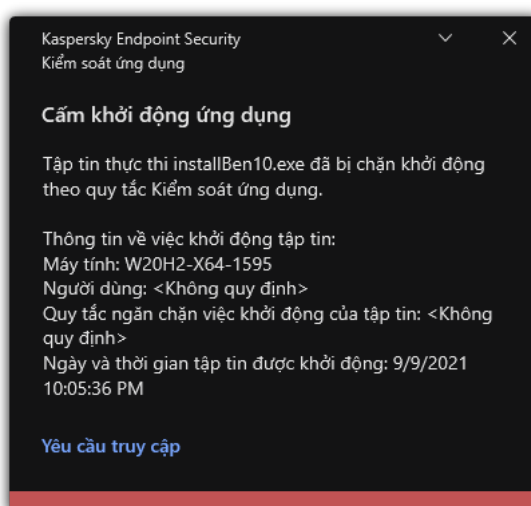 Kaspersky Endpoint Security
Kiểm soát ứng dụng
Cấm khởi động ứng dụng
Tập tin thực thi installBen10.exe đã bị chặn khởi động
theo quy tắc Kiểm soát ứng dụng.
Thông tin về việc khởi động tập tin:
Máy tính: W20H2-X64-1595
Người dùng: <Không quy định>
Quy tắc ngăn chặn việc khởi động của tập tin: <Không
quy định>
Ngày và thời gian tập tin được khởi động: 9/9/2021
10:05:36 PM
Yêu cầu truy cập